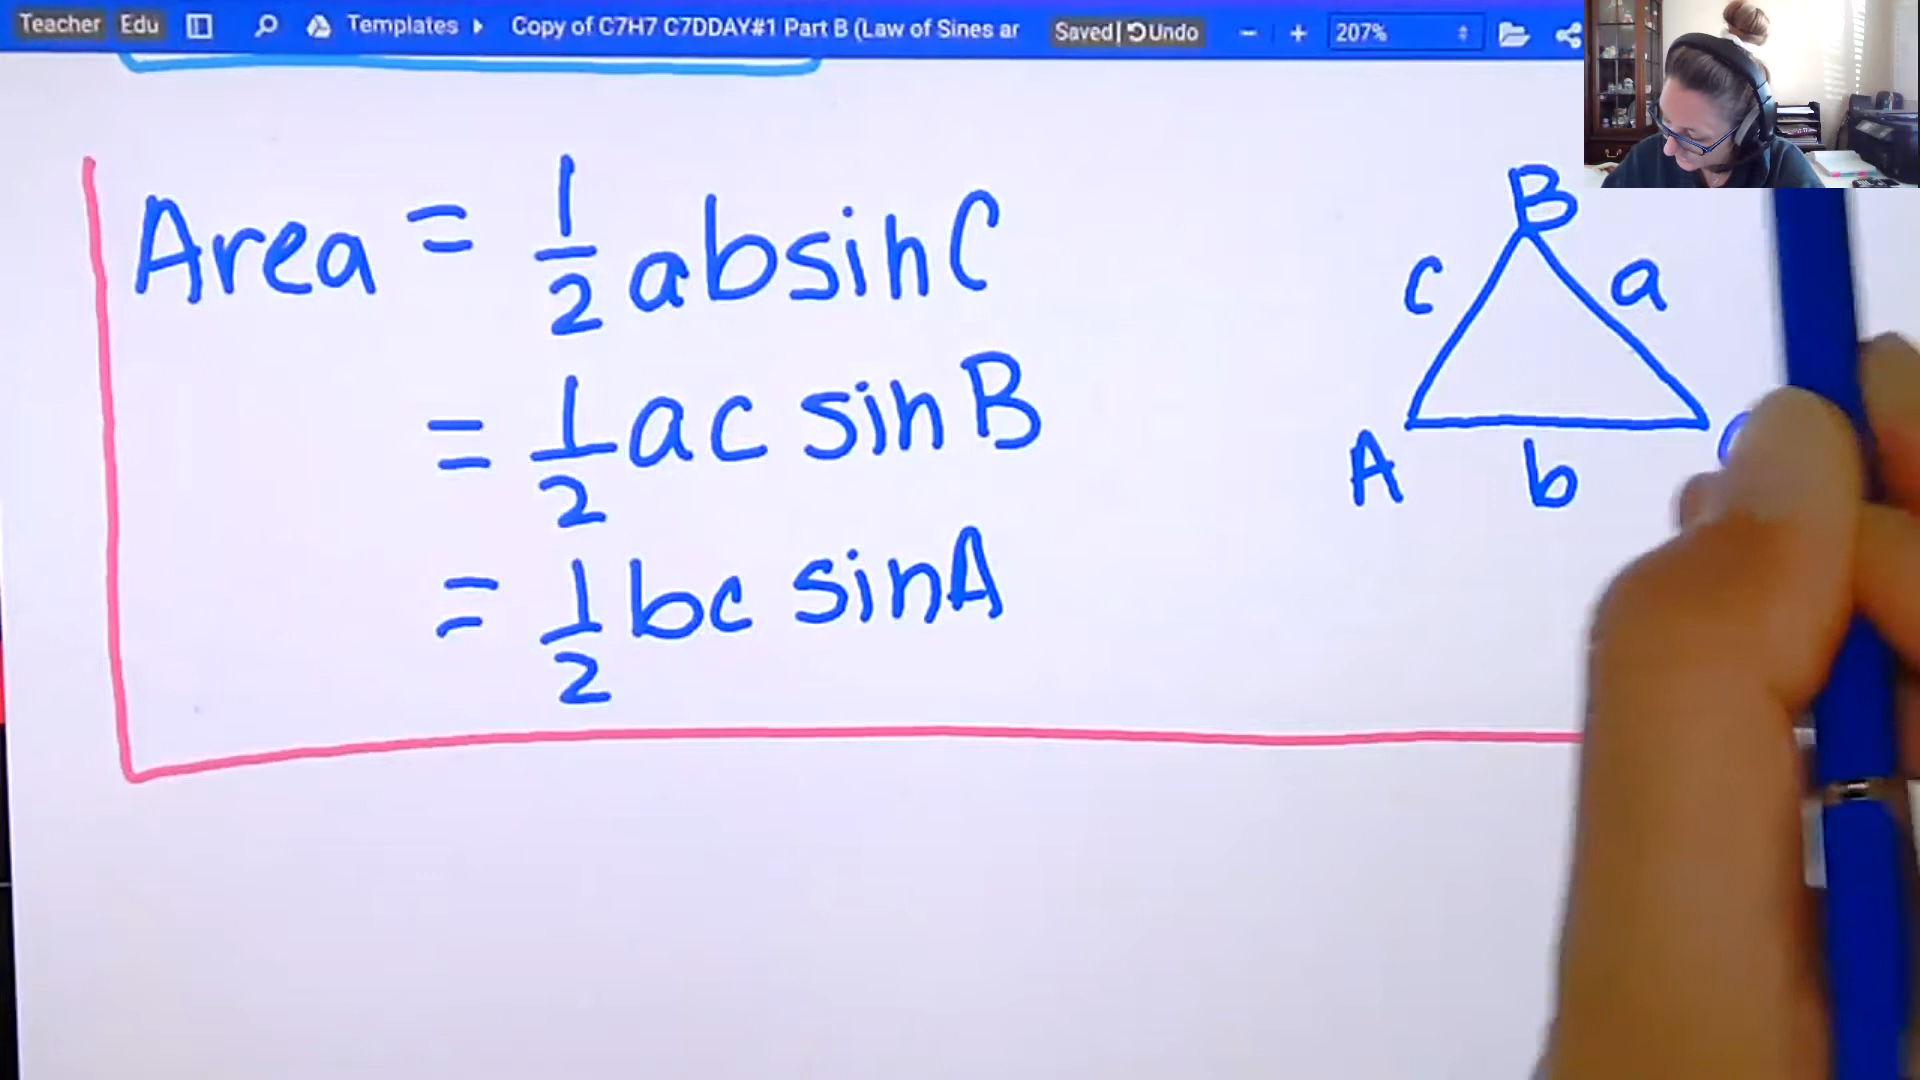 Teacher Edu Templates Copy of C7H7 C7DDAY#1 Part B (Law of Sines ar Saved| Undo − + 207%
Area = 1/2 absinC
= 1/2 ac sinB
= 1/2 bc sinA
B
c a
A b